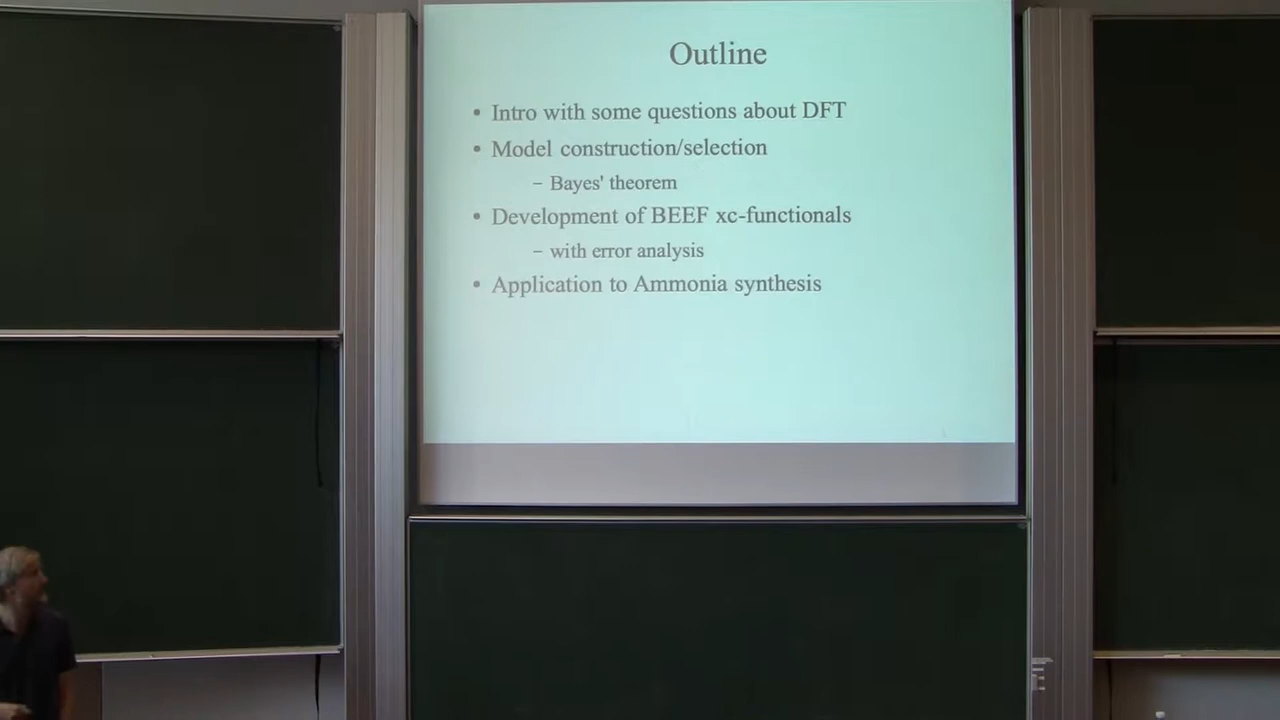 Outline
• Intro with some questions about DFT
• Model construction/selection
– Bayes' theorem
• Development of BEEF xc-functionals
– with error analysis
• Application to Ammonia synthesis